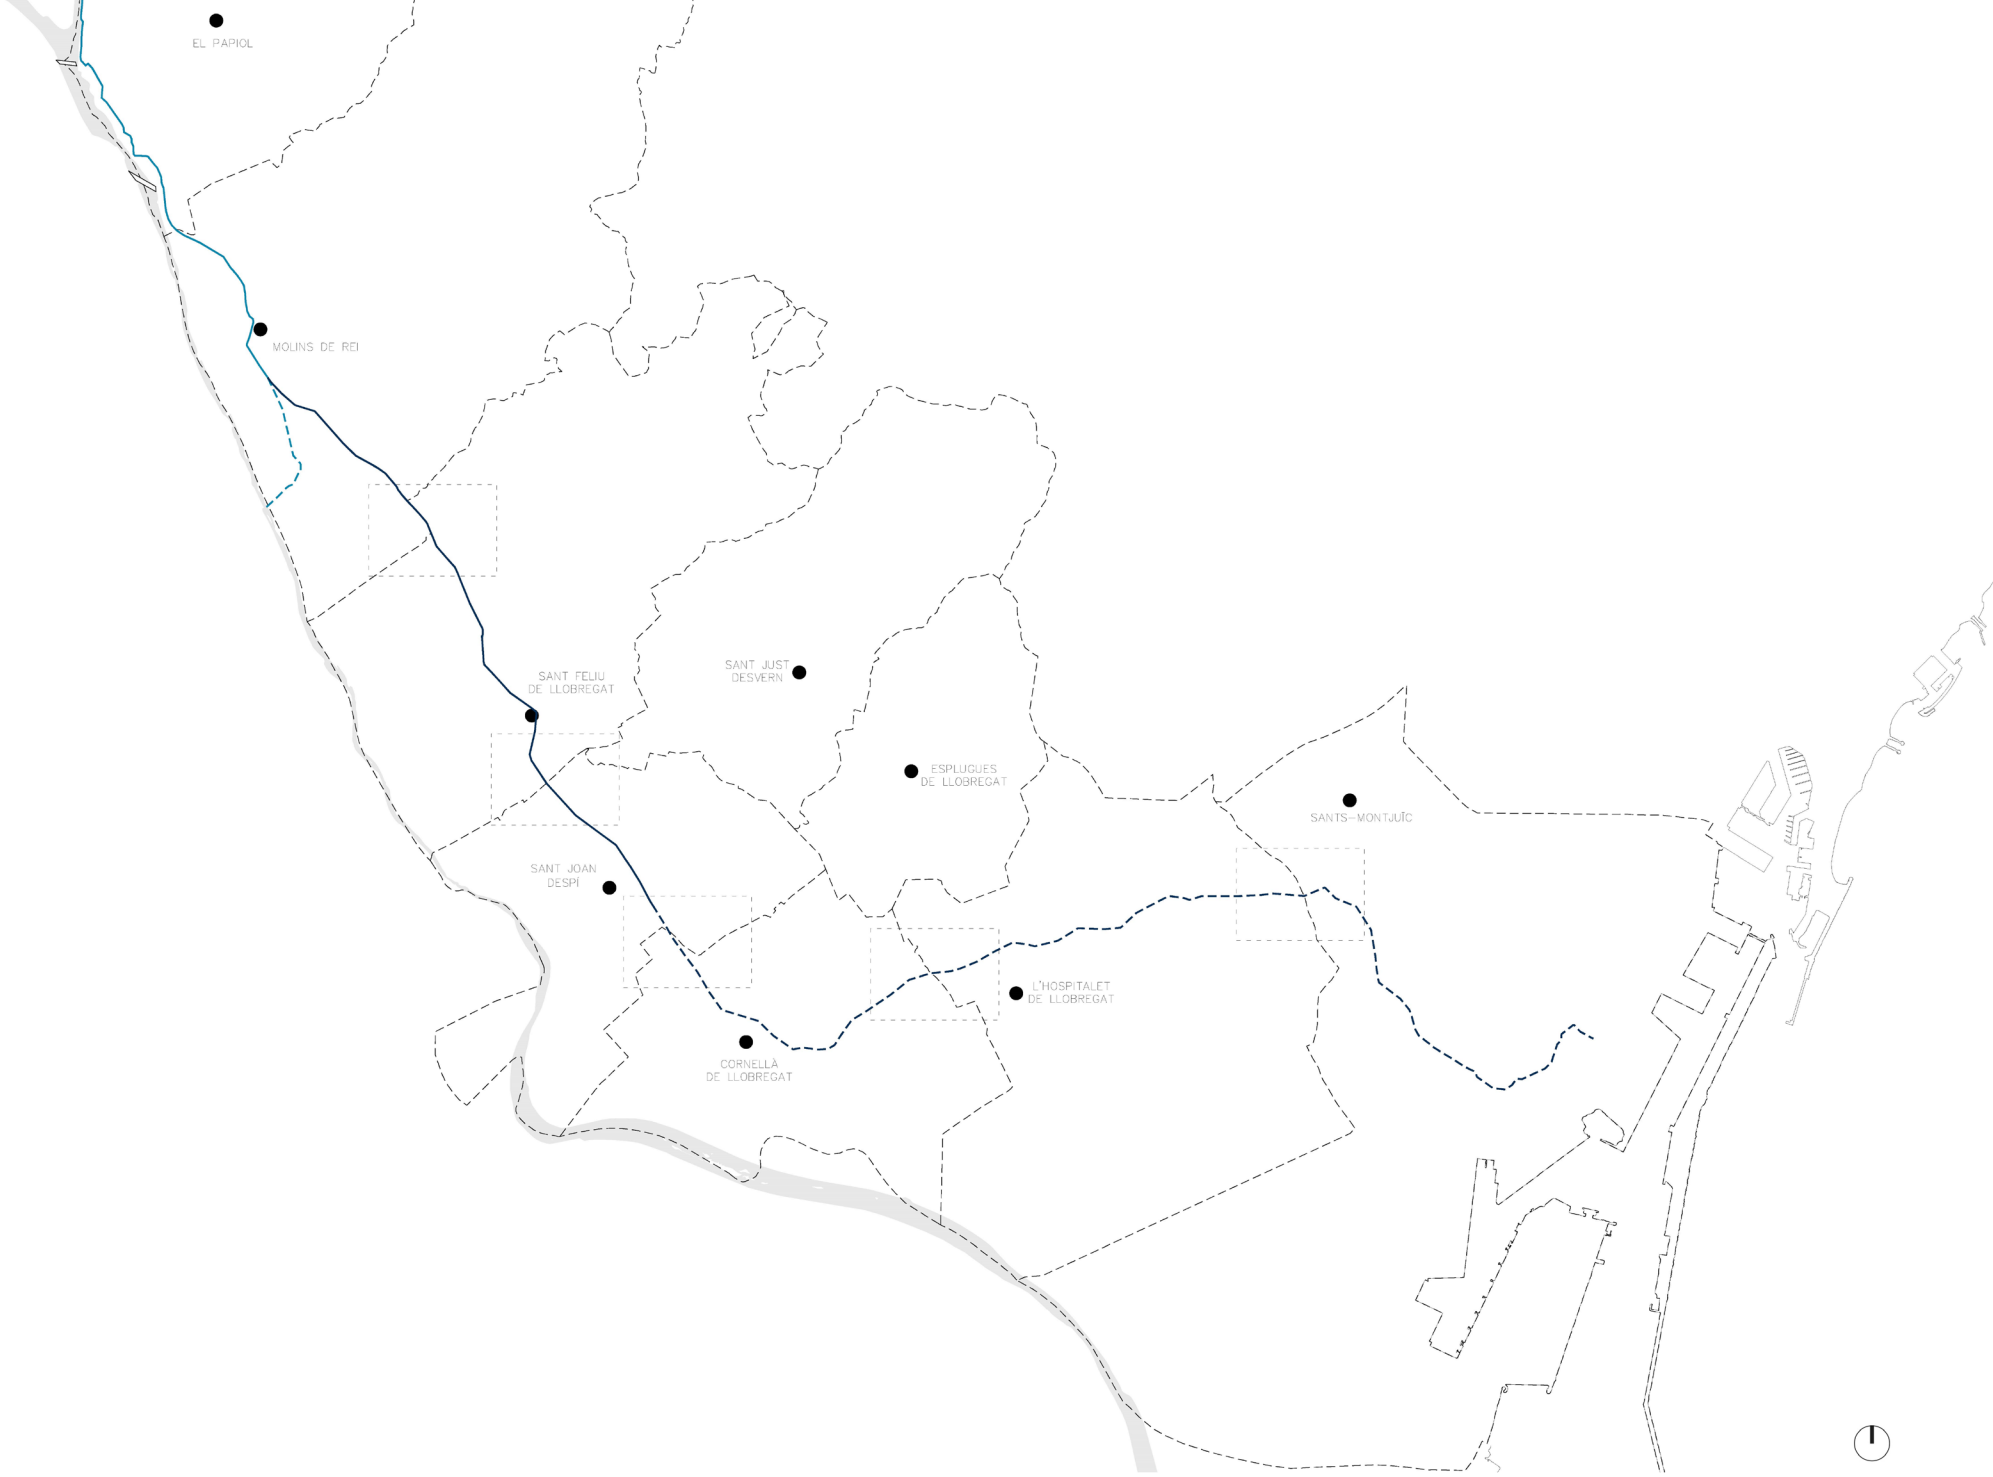 EL PAPIOL
MOLINS DE REI
SANT FELIU
DE LLOBREGAT
SANT JUST
DESVERN
ESPLUGUES
DE LLOBREGAT
SANTS-MONTJUÏC
SANT JOAN
DESPÍ
L'HOSPITALET
DE LLOBREGAT
CORNELLÀ
DE LLOBREGAT